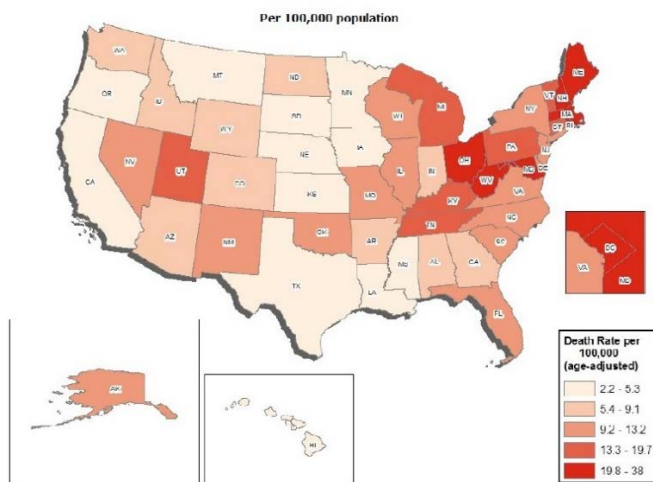 Per 100,000 population
WA
MT
ND
MN
OR
ID
WY
SD
WI
MI
NY
VT
NH
ME
MA
CT
RI
NV
UT
CO
NE
IA
IL
IN
OH
PA
NJ
MD
DE
CA
KS
MO
KY
WV
VA
AZ
NM
OK
AR
TN
NC
SC
TX
LA
MS
AL
GA
FL
DC
VA
MD
AK
HI
Death Rate per
100,000
(age-adjusted)
2.2 - 5.3
5.4 - 9.1
9.2 - 13.2
13.3 - 19.7
19.8 - 38